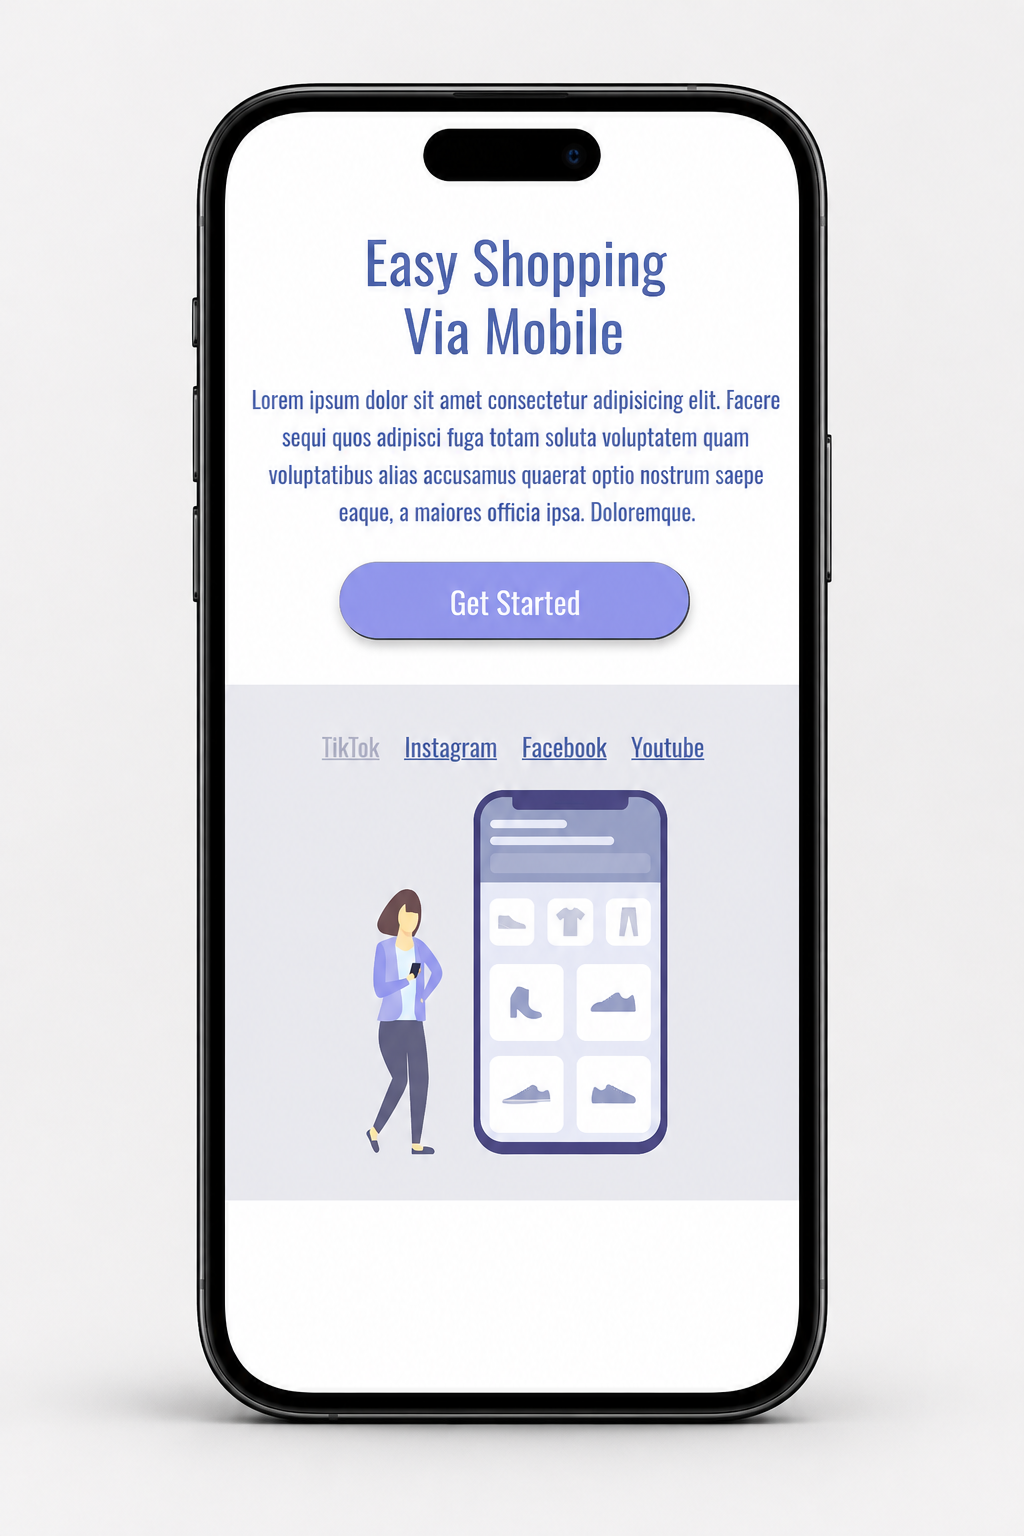 Easy Shopping
Via Mobile
Lorem ipsum dolor sit amet consectetur adipisicing elit. Facere
sequi quos adipisci fuga totam soluta voluptatem quam
voluptatibus alias accusamus quaerat optio nostrum saepe
eaque, a maiores officia ipsa. Doloremque.
Get Started
TikTok Instagram Facebook Youtube